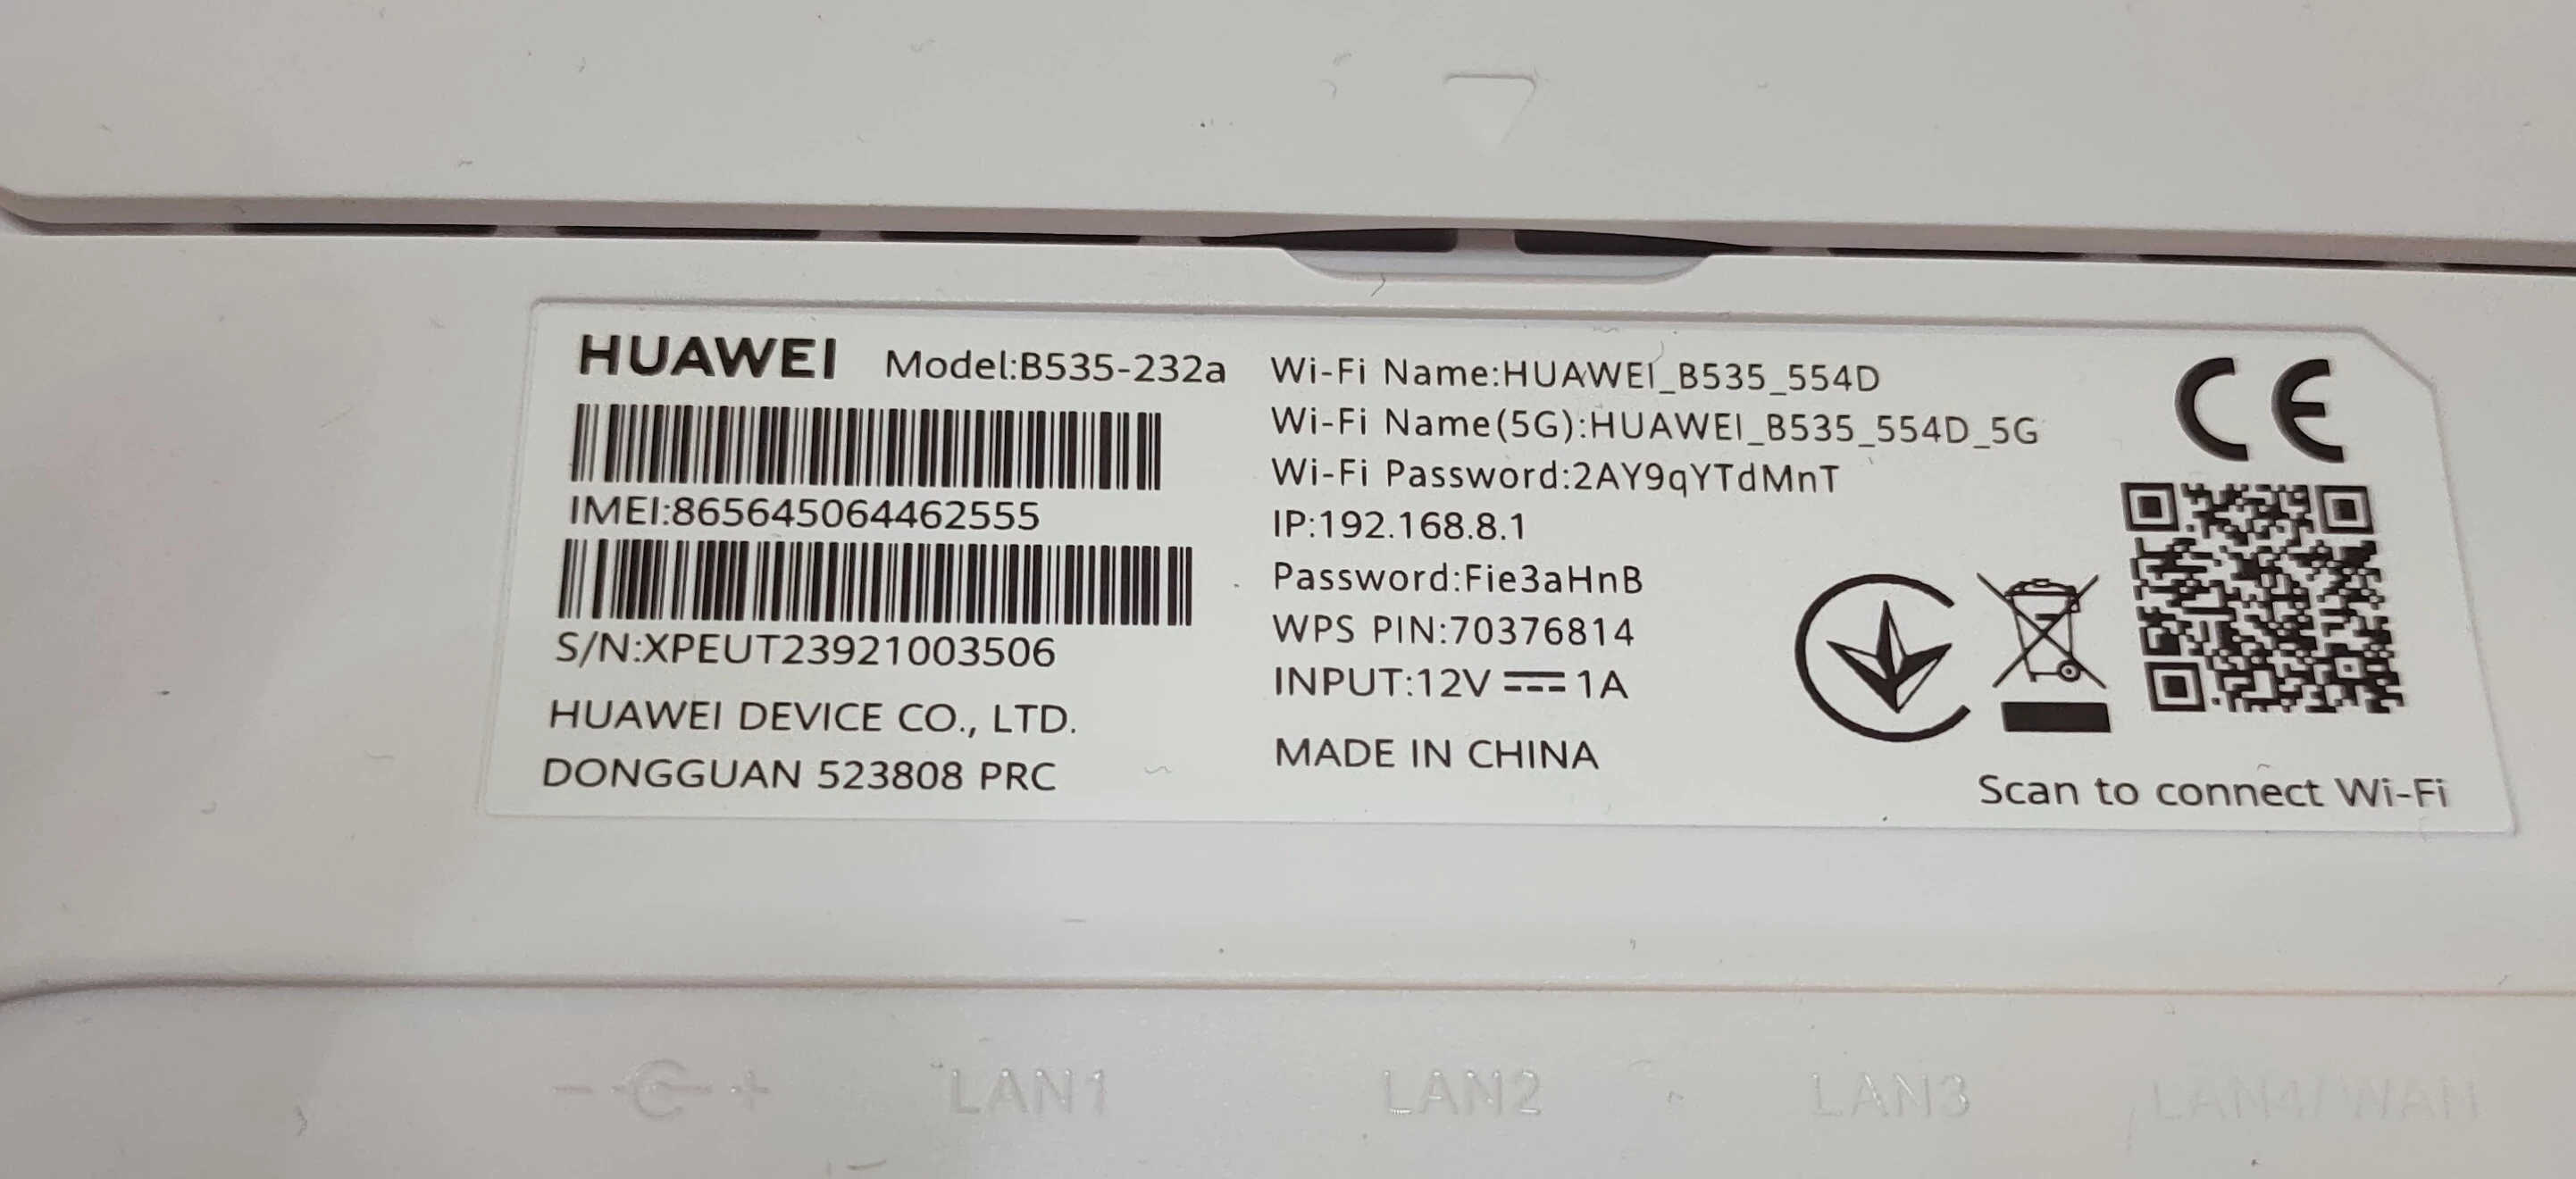 HUAWEI Model:B535-232a
IMEI:865645064462555
S/N:XPEUT23921003506
HUAWEI DEVICE CO., LTD.
DONGGUAN 523808 PRC
Wi-Fi Name:HUAWEI_B535_554D
Wi-Fi Name(5G):HUAWEI_B535_554D_5G
Wi-Fi Password:2AY9qYTdMnT
IP:192.168.8.1
Password:Fie3aHnB
WPS PIN:70376814
INPUT:12V ⎓ 1A
MADE IN CHINA
CE
Scan to connect Wi-Fi
LAN1 LAN2 LAN3 LAN4/WAN